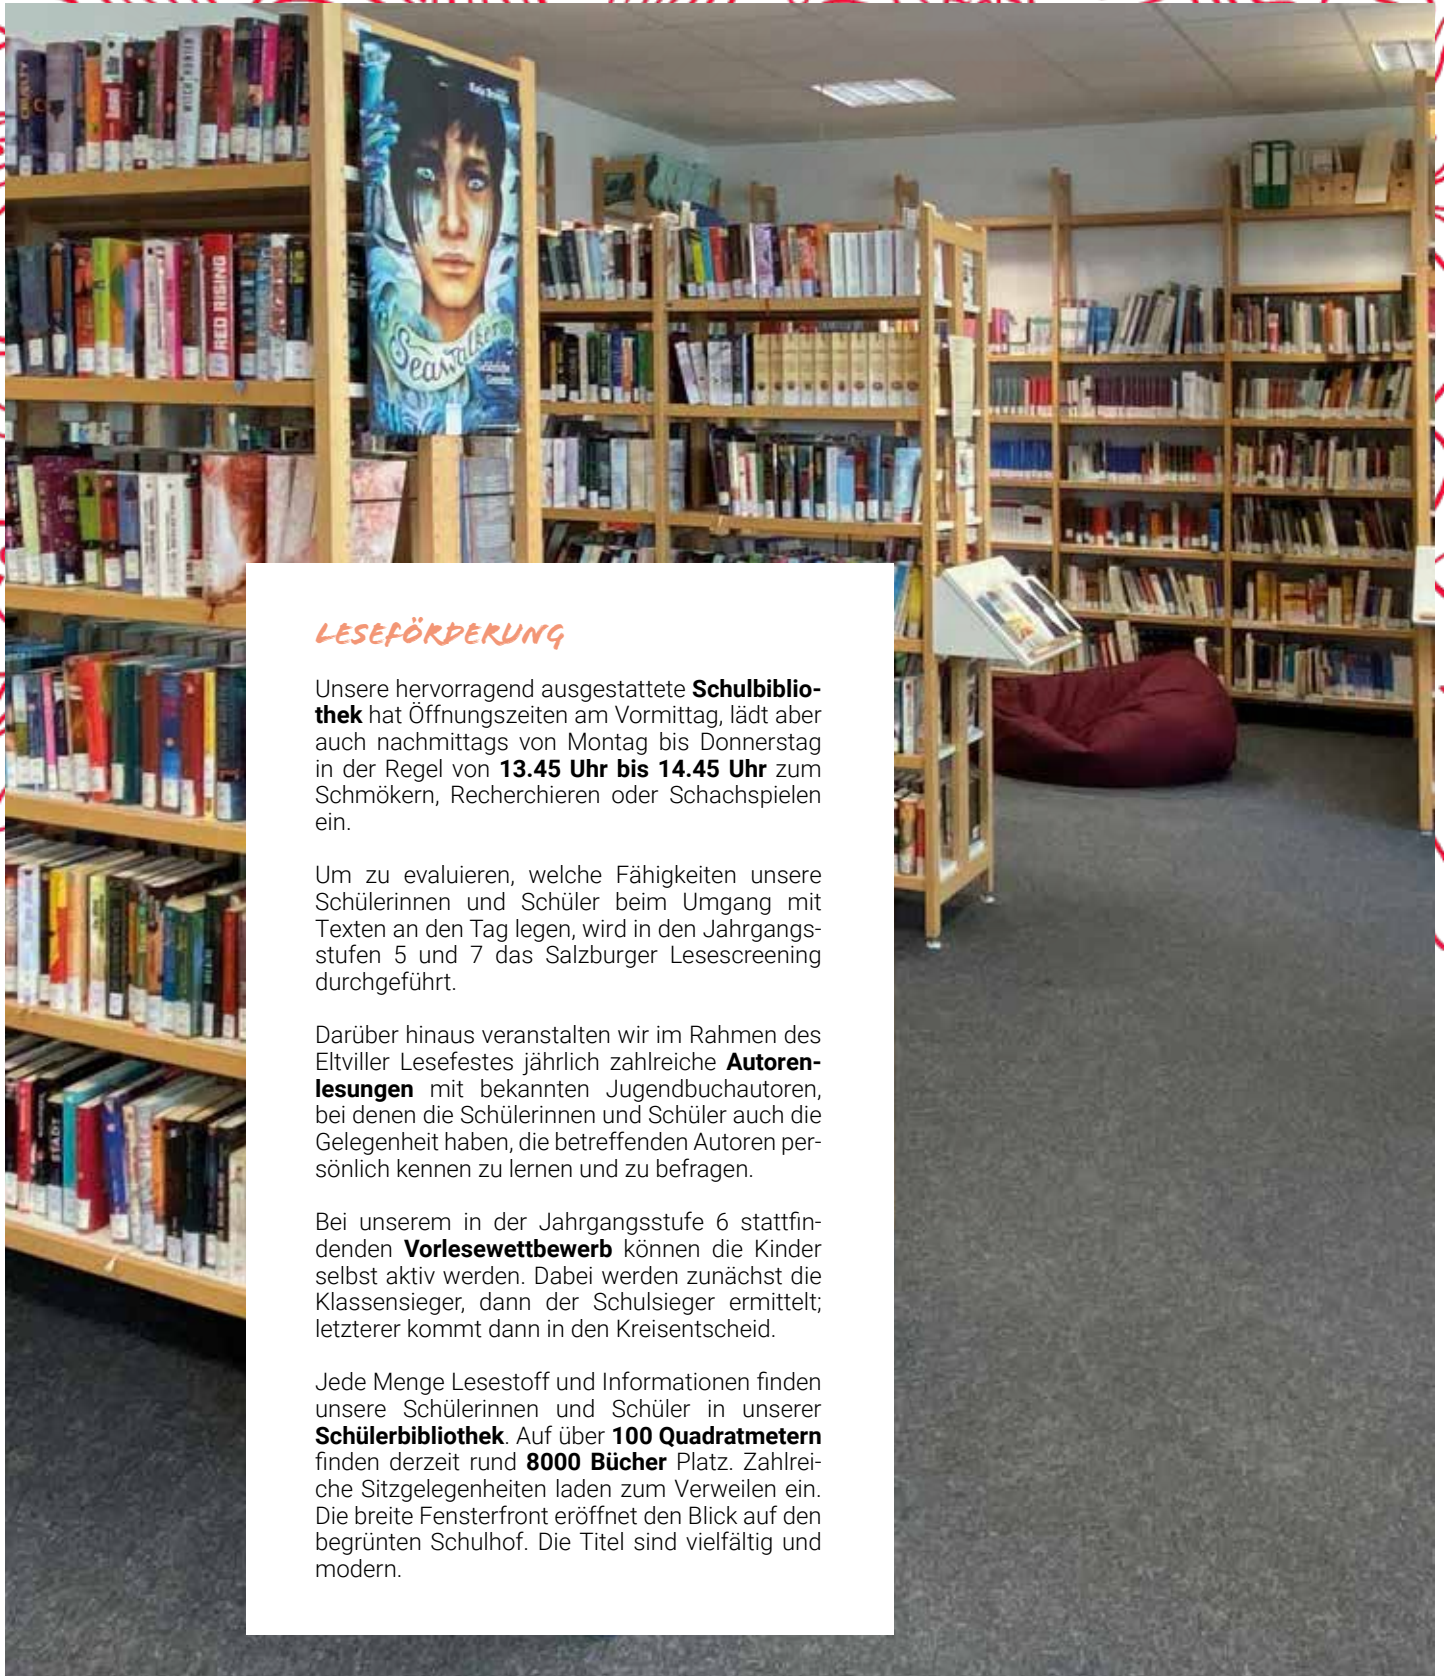 WITCH HUNTER
RED RISING
Katja Brandis
Seawalkers
Gefährliche
Gestalten
LESEFÖRDERUNG
Unsere hervorragend ausgestattete Schulbiblio-
thek hat Öffnungszeiten am Vormittag, lädt aber
auch nachmittags von Montag bis Donnerstag
in der Regel von 13.45 Uhr bis 14.45 Uhr zum
Schmökern, Recherchieren oder Schachspielen
ein.
Um zu evaluieren, welche Fähigkeiten unsere
Schülerinnen und Schüler beim Umgang mit
Texten an den Tag legen, wird in den Jahrgangs-
stufen 5 und 7 das Salzburger Lesescreening
durchgeführt.
Darüber hinaus veranstalten wir im Rahmen des
Eltviller Lesefestes jährlich zahlreiche Autoren-
lesungen mit bekannten Jugendbuchautoren,
bei denen die Schülerinnen und Schüler auch die
Gelegenheit haben, die betreffenden Autoren per-
sönlich kennen zu lernen und zu befragen.
Bei unserem in der Jahrgangsstufe 6 stattfin-
denden Vorlesewettbewerb können die Kinder
selbst aktiv werden. Dabei werden zunächst die
Klassensieger, dann der Schulsieger ermittelt;
letzterer kommt dann in den Kreisentscheid.
Jede Menge Lesestoff und Informationen finden
unsere Schülerinnen und Schüler in unserer
Schülerbibliothek. Auf über 100 Quadratmetern
finden derzeit rund 8000 Bücher Platz. Zahlrei-
che Sitzgelegenheiten laden zum Verweilen ein.
Die breite Fensterfront eröffnet den Blick auf den
begrünten Schulhof. Die Titel sind vielfältig und
modern.